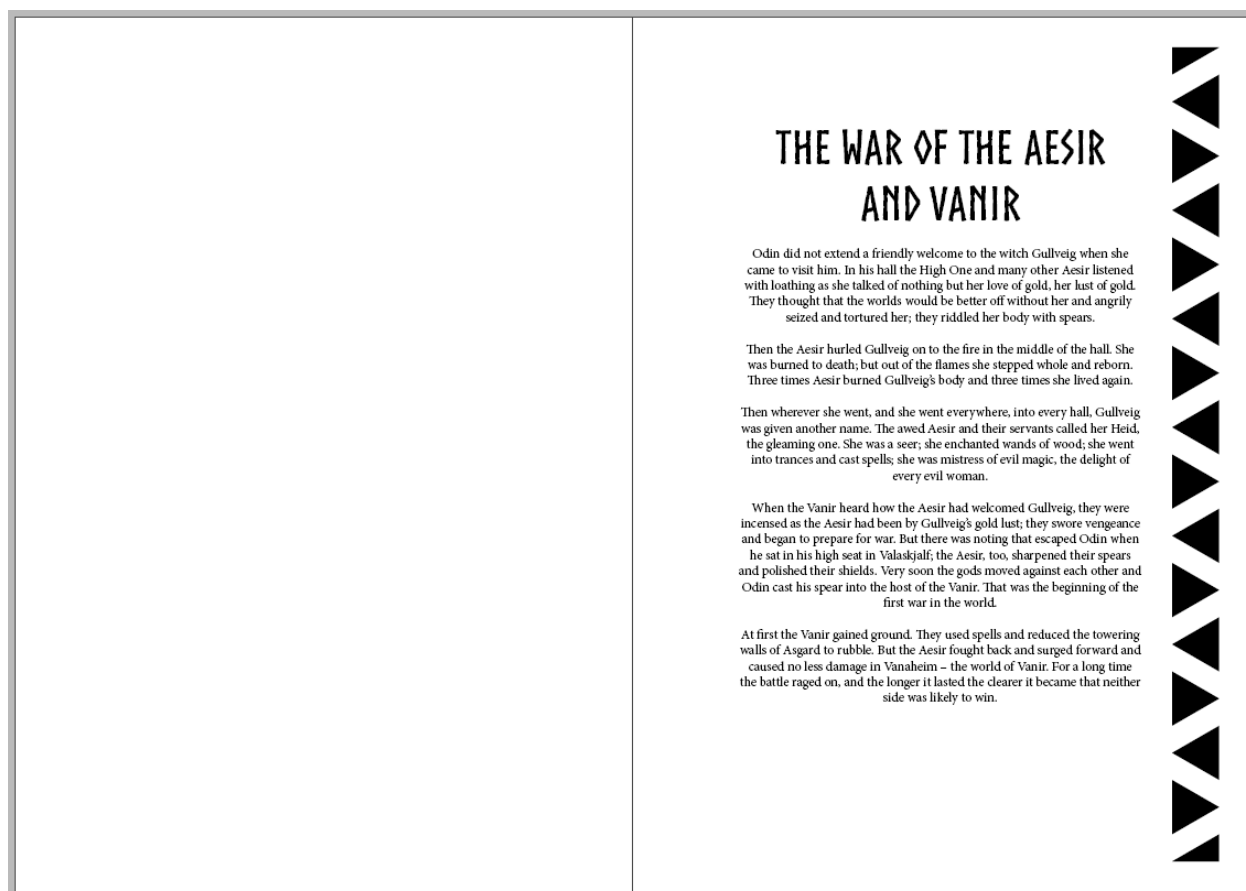 THE WAR OF THE AESIR
AND VANIR
Odin did not extend a friendly welcome to the witch Gullveig when she
came to visit him. In his hall the High One and many other Aesir listened
with loathing as she talked of nothing but her love of gold, her lust of gold.
They thought that the worlds would be better off without her and angrily
seized and tortured her; they riddled her body with spears.
Then the Aesir hurled Gullveig on to the fire in the middle of the hall. She
was burned to death; but out of the flames she stepped whole and reborn.
Three times Aesir burned Gullveig’s body and three times she lived again.
Then wherever she went, and she went everywhere, into every hall, Gullveig
was given another name. The awed Aesir and their servants called her Heid,
the gleaming one. She was a seer; she enchanted wands of wood; she went
into trances and cast spells; she was mistress of evil magic, the delight of
every evil woman.
When the Vanir heard how the Aesir had welcomed Gullveig, they were
incensed as the Aesir had been by Gullveig’s gold lust; they swore vengeance
and began to prepare for war. But there was noting that escaped Odin when
he sat in his high seat in Valaskjalf; the Aesir, too, sharpened their spears
and polished their shields. Very soon the gods moved against each other and
Odin cast his spear into the host of the Vanir. That was the beginning of the
first war in the world.
At first the Vanir gained ground. They used spells and reduced the towering
walls of Asgard to rubble. But the Aesir fought back and surged forward and
caused no less damage in Vanaheim – the world of Vanir. For a long time
the battle raged on, and the longer it lasted the clearer it became that neither
side was likely to win.